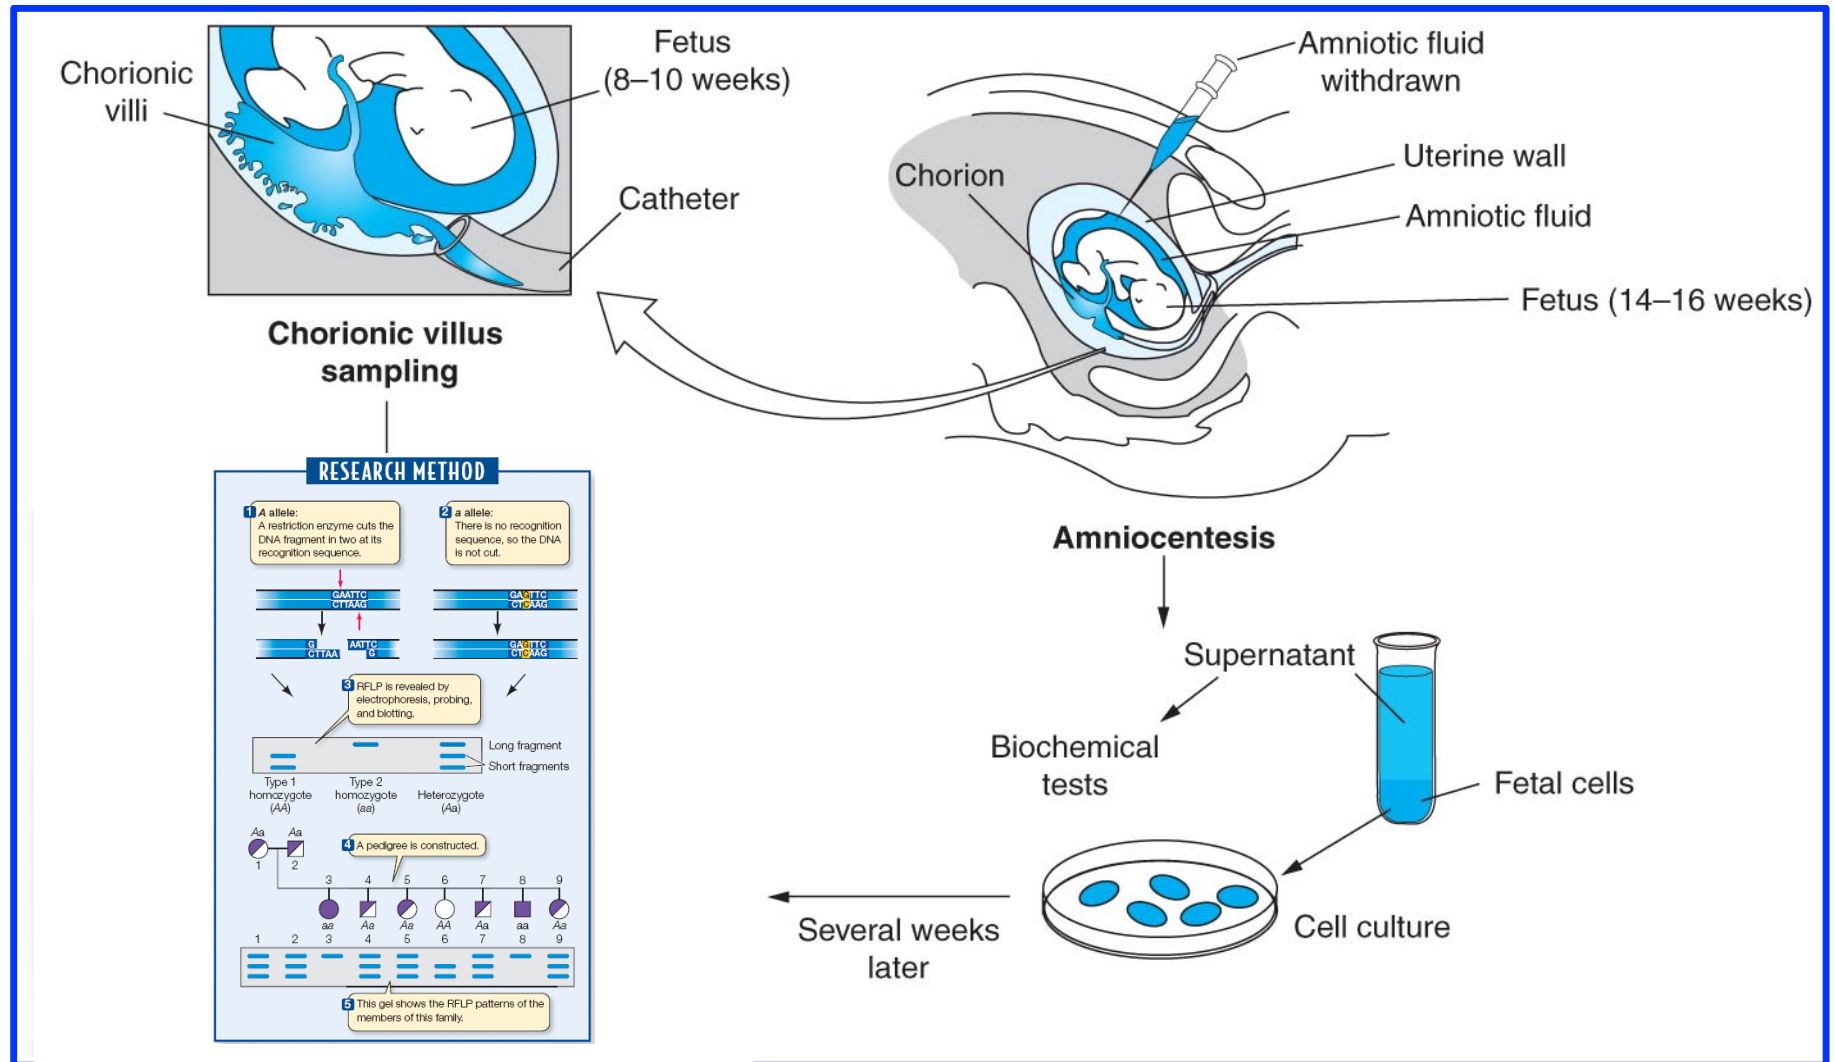 Chorionic
villi
Fetus
(8–10 weeks)
Catheter
Chorionic villus
sampling
Amniotic fluid
withdrawn
Uterine wall
Chorion
Amniotic fluid
Fetus (14–16 weeks)
Amniocentesis
Supernatant
Biochemical
tests
Fetal cells
Cell culture
Several weeks
later
RESEARCH METHOD
1 A allele:
A restriction enzyme cuts the
DNA fragment in two at its
recognition sequence.
2 a allele:
There is no recognition
sequence, so the DNA
is not cut.
GAATTC
CTTAAG
GAGTTC
CTCAAG
G AATTC
CTTAA G
GAGTTC
CTCAAG
3 RFLP is revealed by
electrophoresis, probing,
and blotting.
Long fragment
Short fragments
Type 1
homozygote
(AA)
Type 2
homozygote
(aa)
Heterozygote
(Aa)
Aa Aa
1 2
4 A pedigree is constructed.
3 4 5 6 7 8 9
aa Aa Aa AA Aa aa Aa
1 2 3 4 5 6 7 8 9
5 This gel shows the RFLP patterns of the
members of this family.